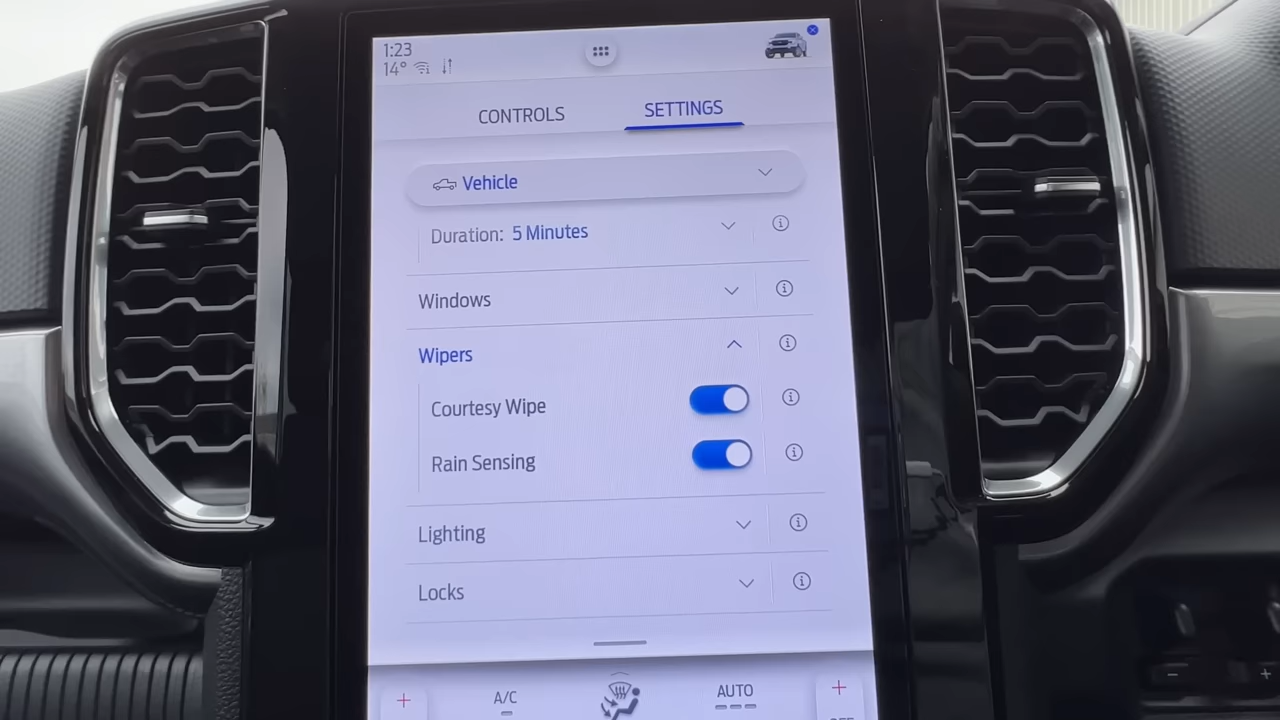 1:23
14°
CONTROLS
SETTINGS
Vehicle
Duration: 5 Minutes
Windows
Wipers
Courtesy Wipe
Rain Sensing
Lighting
Locks
A/C
AUTO